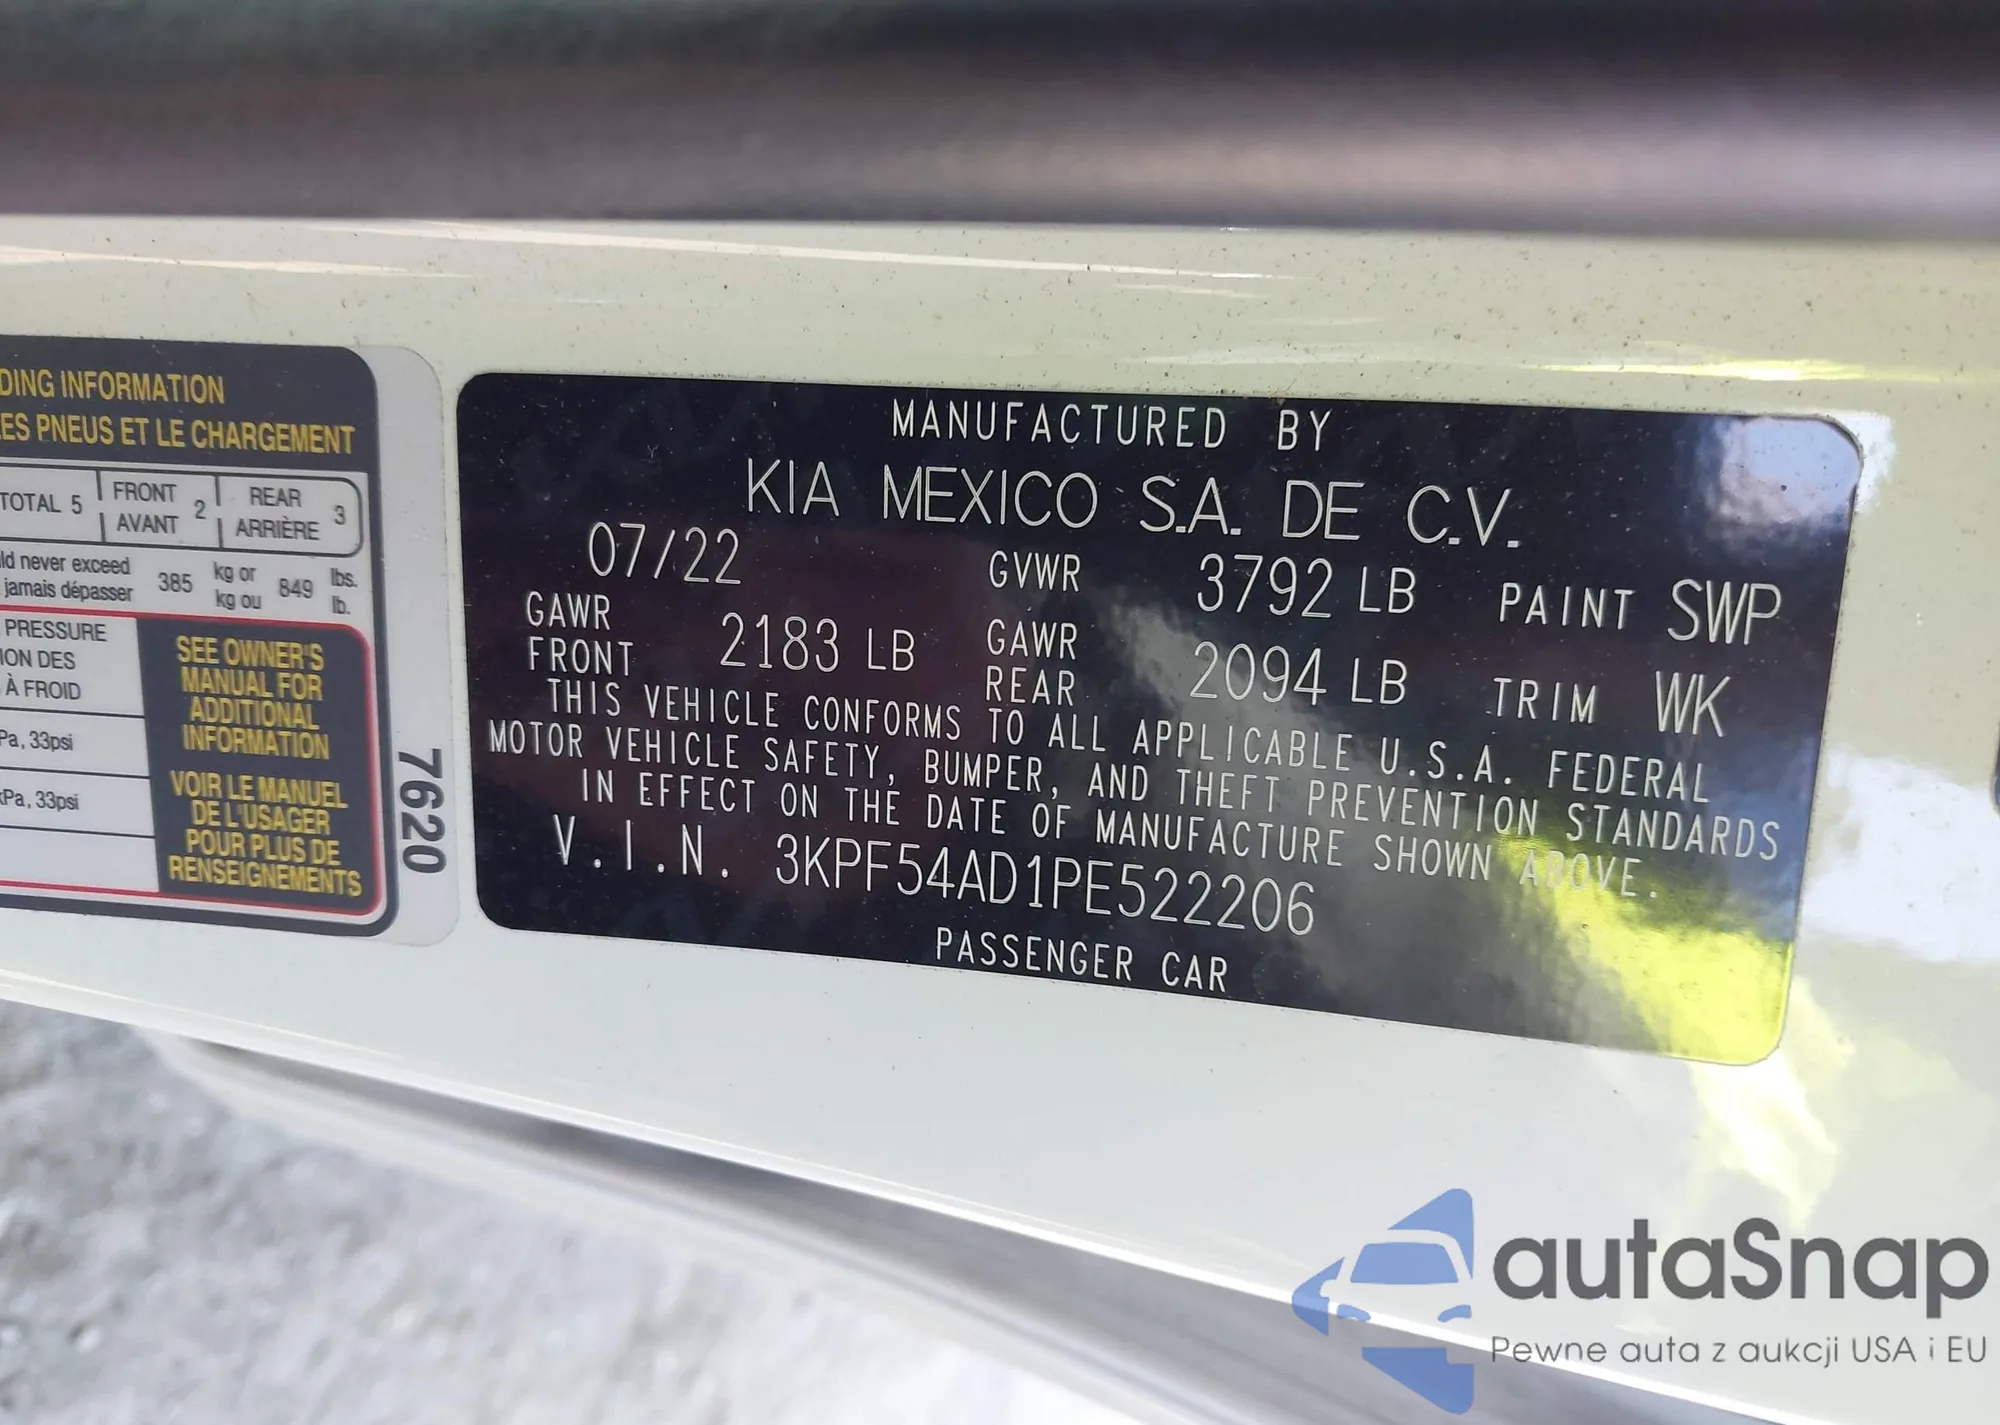 DING INFORMATION
ES PNEUS ET LE CHARGEMENT
TOTAL 5 FRONT AVANT 2 REAR ARRIÈRE 3
ld never exceed
jamais dépasser 385 kg or kg ou 849 lbs. lb.
PRESSURE
ION DES
À FROID
Pa, 33psi
kPa, 33psi
SEE OWNER'S
MANUAL FOR
ADDITIONAL
INFORMATION
VOIR LE MANUEL
DE L'USAGER
POUR PLUS DE
RENSEIGNEMENTS
7620
MANUFACTURED BY
KIA MEXICO S.A. DE C.V.
07/22 GVWR 3792 LB PAINT SWP
GAWR FRONT 2183 LB GAWR REAR 2094 LB TRIM WK
THIS VEHICLE CONFORMS TO ALL APPLICABLE U.S.A. FEDERAL
MOTOR VEHICLE SAFETY, BUMPER, AND THEFT PREVENTION STANDARDS
IN EFFECT ON THE DATE OF MANUFACTURE SHOWN ABOVE.
V.I.N. 3KPF54AD1PE522206
PASSENGER CAR
autaSnap
Pewne auta z aukcji USA i EU